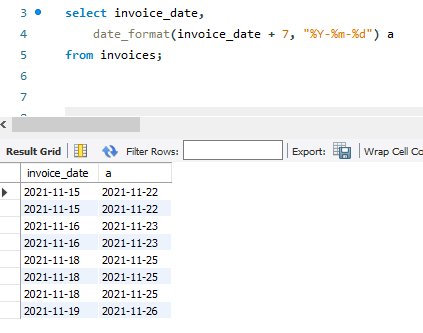 3 select invoice_date,
4 date_format(invoice_date + 7, "%Y-%m-%d") a
5 from invoices;
6
7
Result Grid Filter Rows: Export: Wrap Cell Co
invoice_date a
2021-11-15 2021-11-22
2021-11-15 2021-11-22
2021-11-16 2021-11-23
2021-11-16 2021-11-23
2021-11-18 2021-11-25
2021-11-18 2021-11-25
2021-11-18 2021-11-25
2021-11-19 2021-11-26